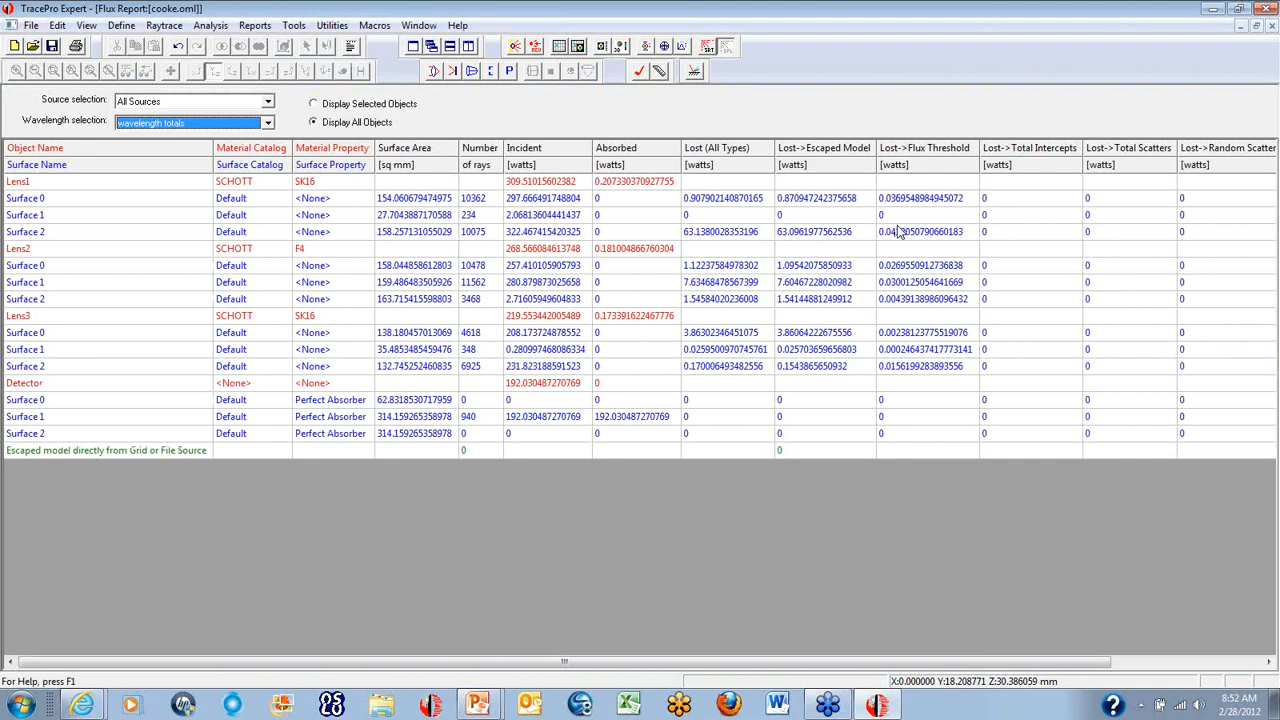 TracePro Expert - [Flux Report:[cooke.oml]]
File Edit View Define Raytrace Analysis Reports Tools Utilities Macros Window Help
Source selection: All Sources Display Selected Objects
Wavelength selection: wavelength totals Display All Objects
Object Name Material Catalog Material Property Surface Area Number Incident Absorbed Lost (All Types) Lost->Escaped Model Lost->Flux Threshold Lost->Total Intercepts Lost->Total Scatters Lost->Random Scatter
Surface Name Surface Catalog Surface Property [sq mm] of rays [watts] [watts] [watts] [watts] [watts] [watts] [watts] [watts]
Lens1 SCHOTT SK16 309.51015602382 0.207330370927755
Surface 0 Default <None> 154.060679474975 10362 297.666491748804 0 0.907902140870165 0.870947242375658 0.0369548984945072 0 0 0
Surface 1 Default <None> 27.7043887170588 234 2.06813604441437 0 0 0 0 0 0 0
Surface 2 Default <None> 158.257131055029 10075 322.467415420325 0 63.1380028353196 63.0961977562536 0 0 0
Lens2 SCHOTT F4 268.566084613748 0.181004866760304
Surface 0 Default <None> 158.044858612803 10478 257.410105905793 0 1.12237584978302 1.09542075850933 0.0269550912736838 0 0 0
Surface 1 Default <None> 159.486483505926 11562 280.879873025658 0 7.63468478567399 7.60467228020982 0.0300125054641669 0 0 0
Surface 2 Default <None> 163.715415598803 3468 2.71605949604833 0 1.54584020236008 1.54144881249912 0.00439138986096432 0 0 0
Lens3 SCHOTT SK16 219.553442005489 0.173391622467776
Surface 0 Default <None> 138.180457013069 4618 208.173724878552 0 3.86302346451075 3.86064222675556 0.00238123775519076 0 0 0
Surface 1 Default <None> 35.4853485459476 348 0.280997468086334 0 0.0259500970745761 0.025703659656803 0.000246437417773141 0 0 0
Surface 2 Default <None> 132.745252460835 6925 231.823188591523 0 0.170006493482556 0.1543865650932 0.0156199283893556 0 0 0
Detector <None> <None> 192.030487270769 0
Surface 0 Default Perfect Absorber 62.8318530717959 0 0 0 0 0 0 0 0 0
Surface 1 Default Perfect Absorber 314.159265358978 940 192.030487270769 192.030487270769 0 0 0 0 0 0
Surface 2 Default Perfect Absorber 314.159265358978 0 0 0 0 0 0 0 0 0
Escaped model directly from Grid or File Source 0 0
For Help, press F1 X:0.000000 Y:18.208771 Z:30.386059 mm
8:52 AM
2/28/2012